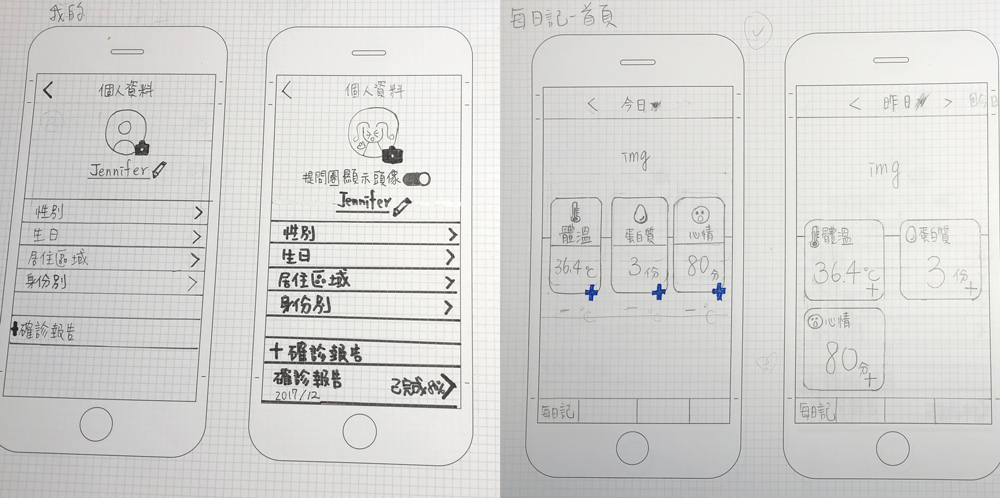 我的
個人資料
Jennifer
性別
生日
居住區域
身份別
+確診報告
個人資料
提問圈顯示頭像
Jennifer
性別
生日
居住區域
身份別
+確診報告
確診報告 已完成80%
2017/12
每日記-首頁
< 今日
img
體溫 蛋白質 心情
36.4℃ 3份 80分
- ℃ - - ℃
每日記
< 昨日 >
img
體溫 蛋白質
36.4℃ 3份
心情
80分
每日記